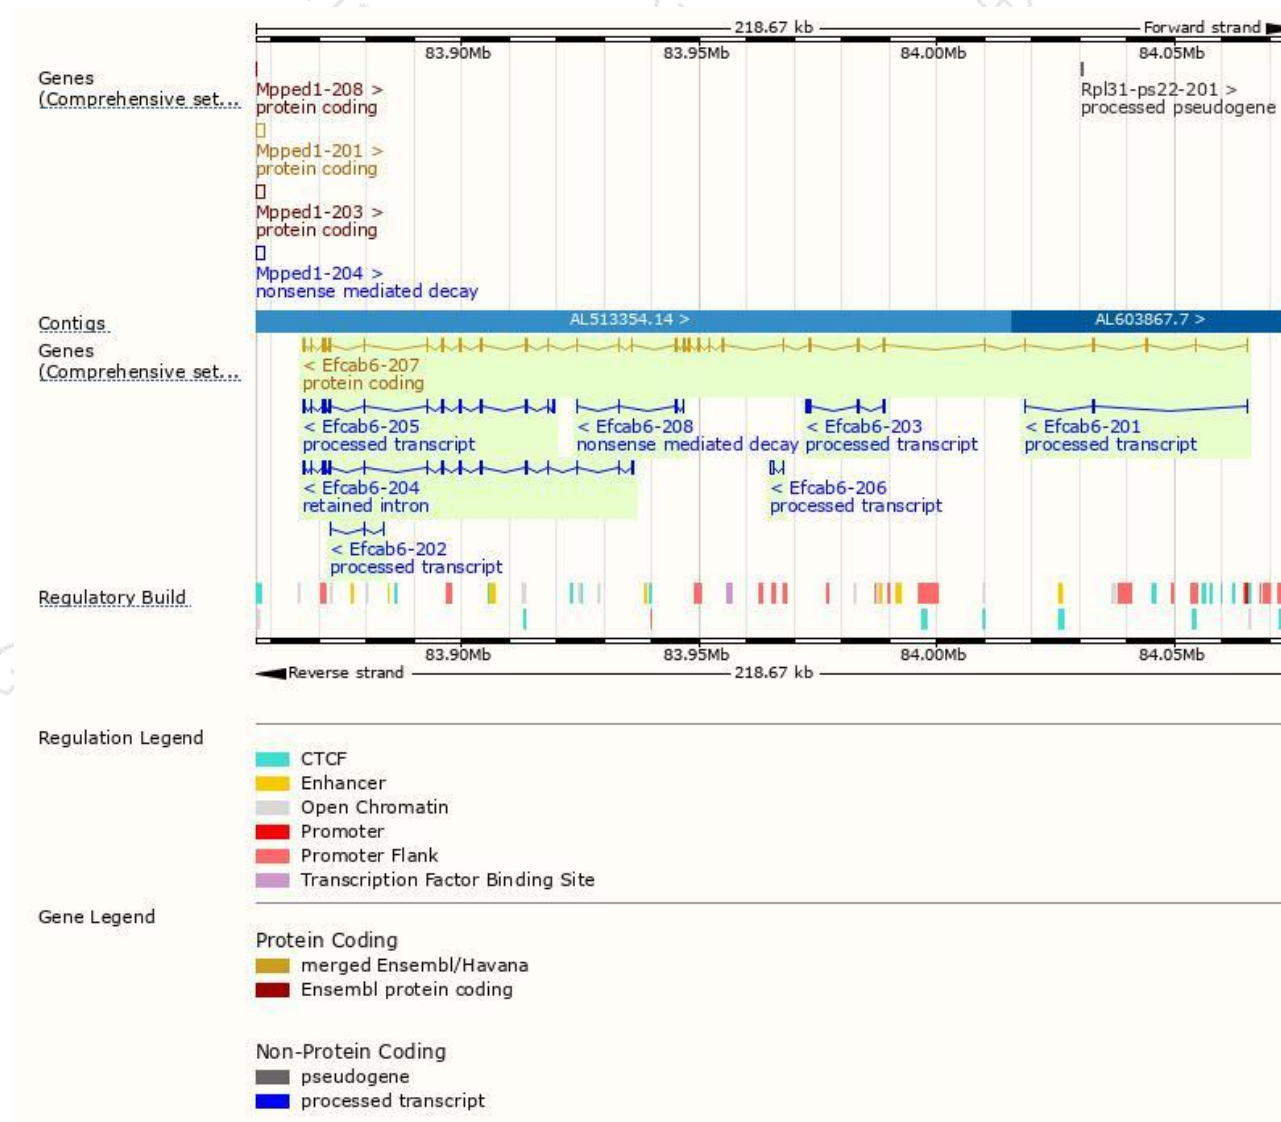 218.67 kb Forward strand
83.90Mb 83.95Mb 84.00Mb 84.05Mb
Genes
(Comprehensive set...
Mpped1-208 >
protein coding
Rpl31-ps22-201 >
processed pseudogene
Mpped1-201 >
protein coding
Mpped1-203 >
protein coding
Mpped1-204 >
nonsense mediated decay
Contigs AL513354.14 > AL603867.7 >
Genes
(Comprehensive set...
< Efcab6-207
protein coding
< Efcab6-205 < Efcab6-208 < Efcab6-203 < Efcab6-201
processed transcript nonsense mediated decay processed transcript processed transcript
< Efcab6-204 < Efcab6-206
retained intron processed transcript
< Efcab6-202
processed transcript
Regulatory Build
83.90Mb 83.95Mb 84.00Mb 84.05Mb
Reverse strand 218.67 kb
Regulation Legend
CTCF
Enhancer
Open Chromatin
Promoter
Promoter Flank
Transcription Factor Binding Site
Gene Legend
Protein Coding
merged Ensembl/Havana
Ensembl protein coding
Non-Protein Coding
pseudogene
processed transcript